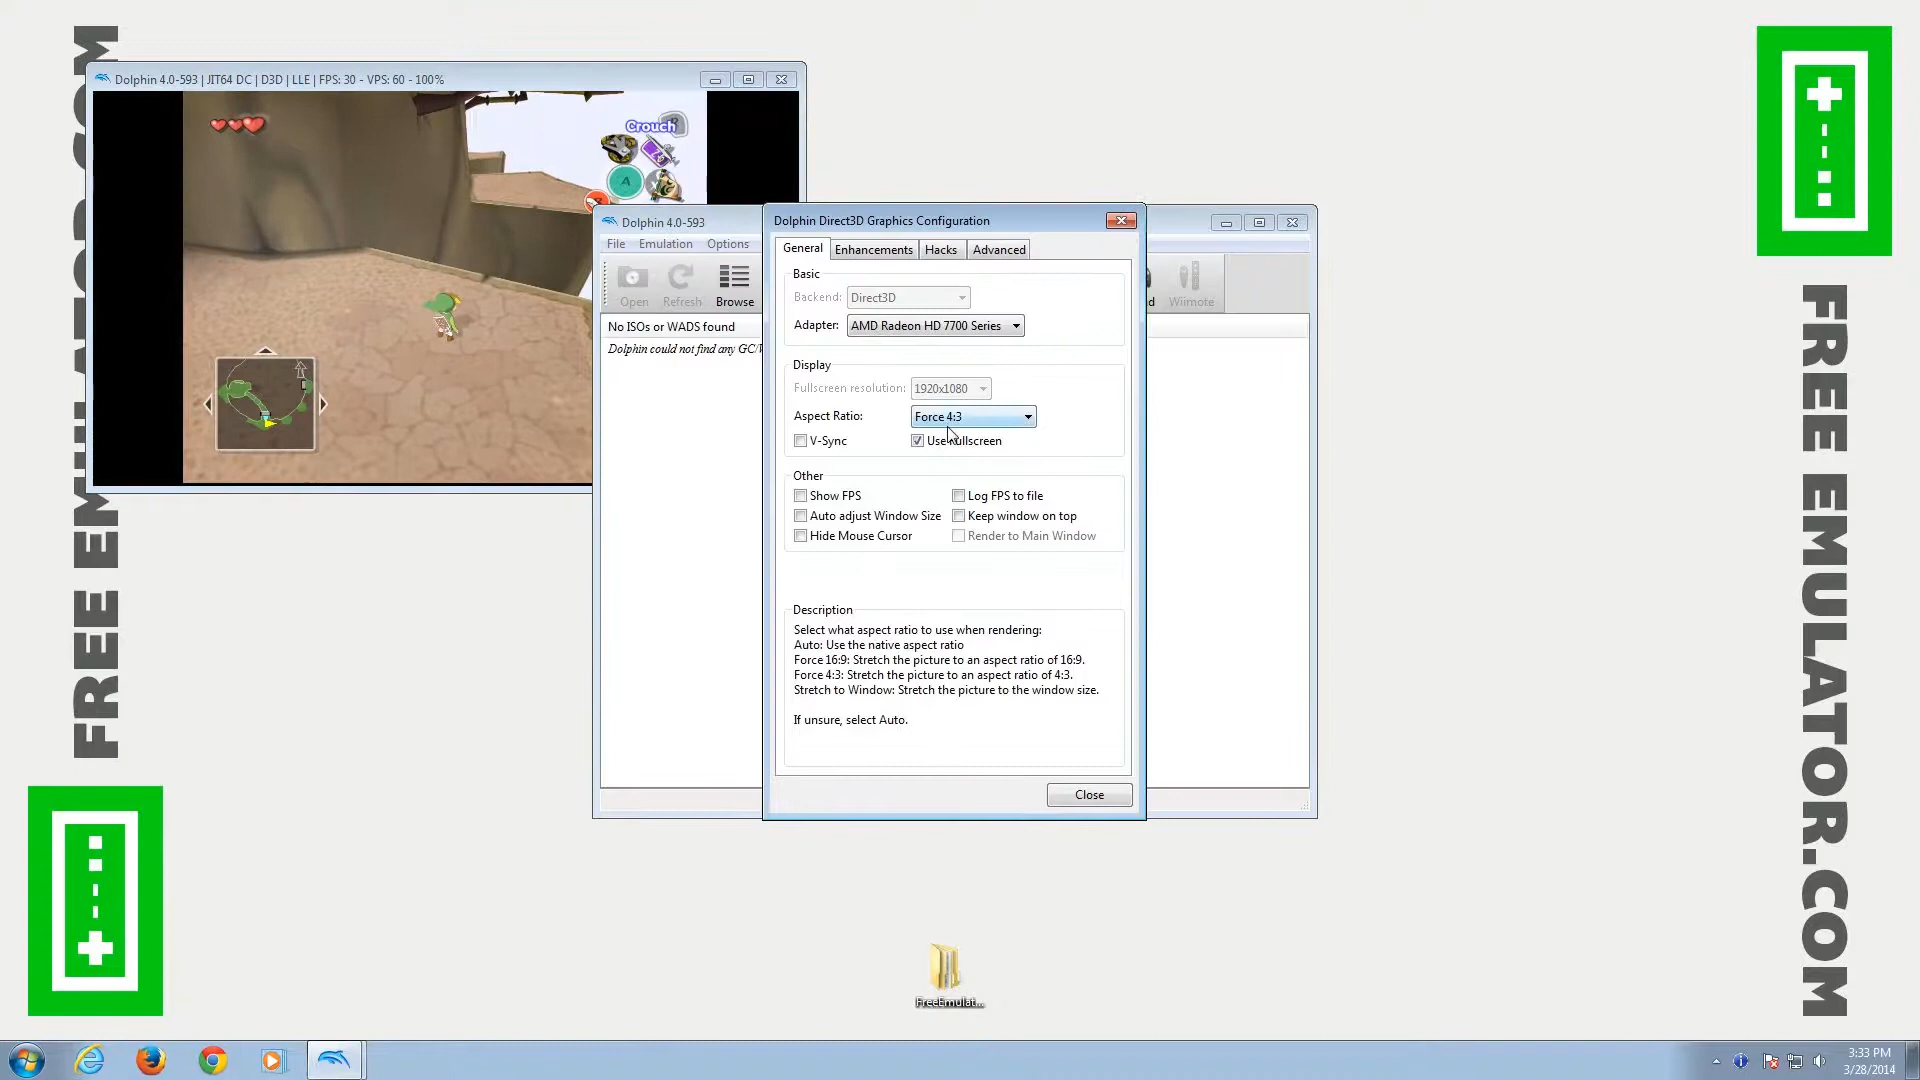 FREE EMULATOR.COM
Dolphin 4.0-593 | JIT64 DC | D3D | LLE | FPS: 30 - VPS: 60 - 100%
Crouch
A
Dolphin 4.0-593
File Emulation Options
Open Refresh Browse
Wiimote
No ISOs or WADS found
Dolphin could not find any GC/
Dolphin Direct3D Graphics Configuration
General Enhancements Hacks Advanced
Basic
Backend: Direct3D
Adapter: AMD Radeon HD 7700 Series
Display
Fullscreen resolution: 1920x1080
Aspect Ratio: Force 4:3
V-Sync Use Fullscreen
Other
Show FPS Log FPS to file
Auto adjust Window Size Keep window on top
Hide Mouse Cursor Render to Main Window
Description
Select what aspect ratio to use when rendering:
Auto: Use the native aspect ratio
Force 16:9: Stretch the picture to an aspect ratio of 16:9.
Force 4:3: Stretch the picture to an aspect ratio of 4:3.
Stretch to Window: Stretch the picture to the window size.
If unsure, select Auto.
Close
FREE EMULATOR.COM
FreeEmulat...
3:33 PM
3/28/2014